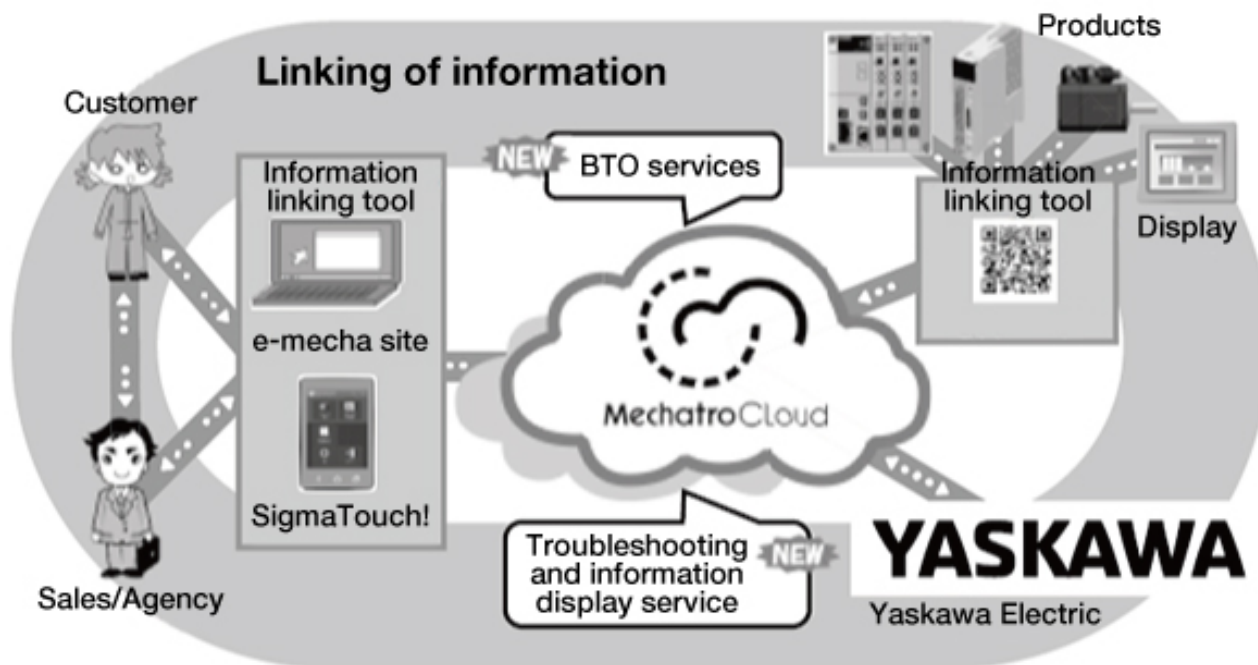 Products
Linking of information
Customer
NEW
BTO services
Information
linking tool
Information
linking tool
Display
e-mecha site
MechatroCloud
SigmaTouch!
Troubleshooting
and information
display service
NEW
YASKAWA
Sales/Agency
Yaskawa Electric